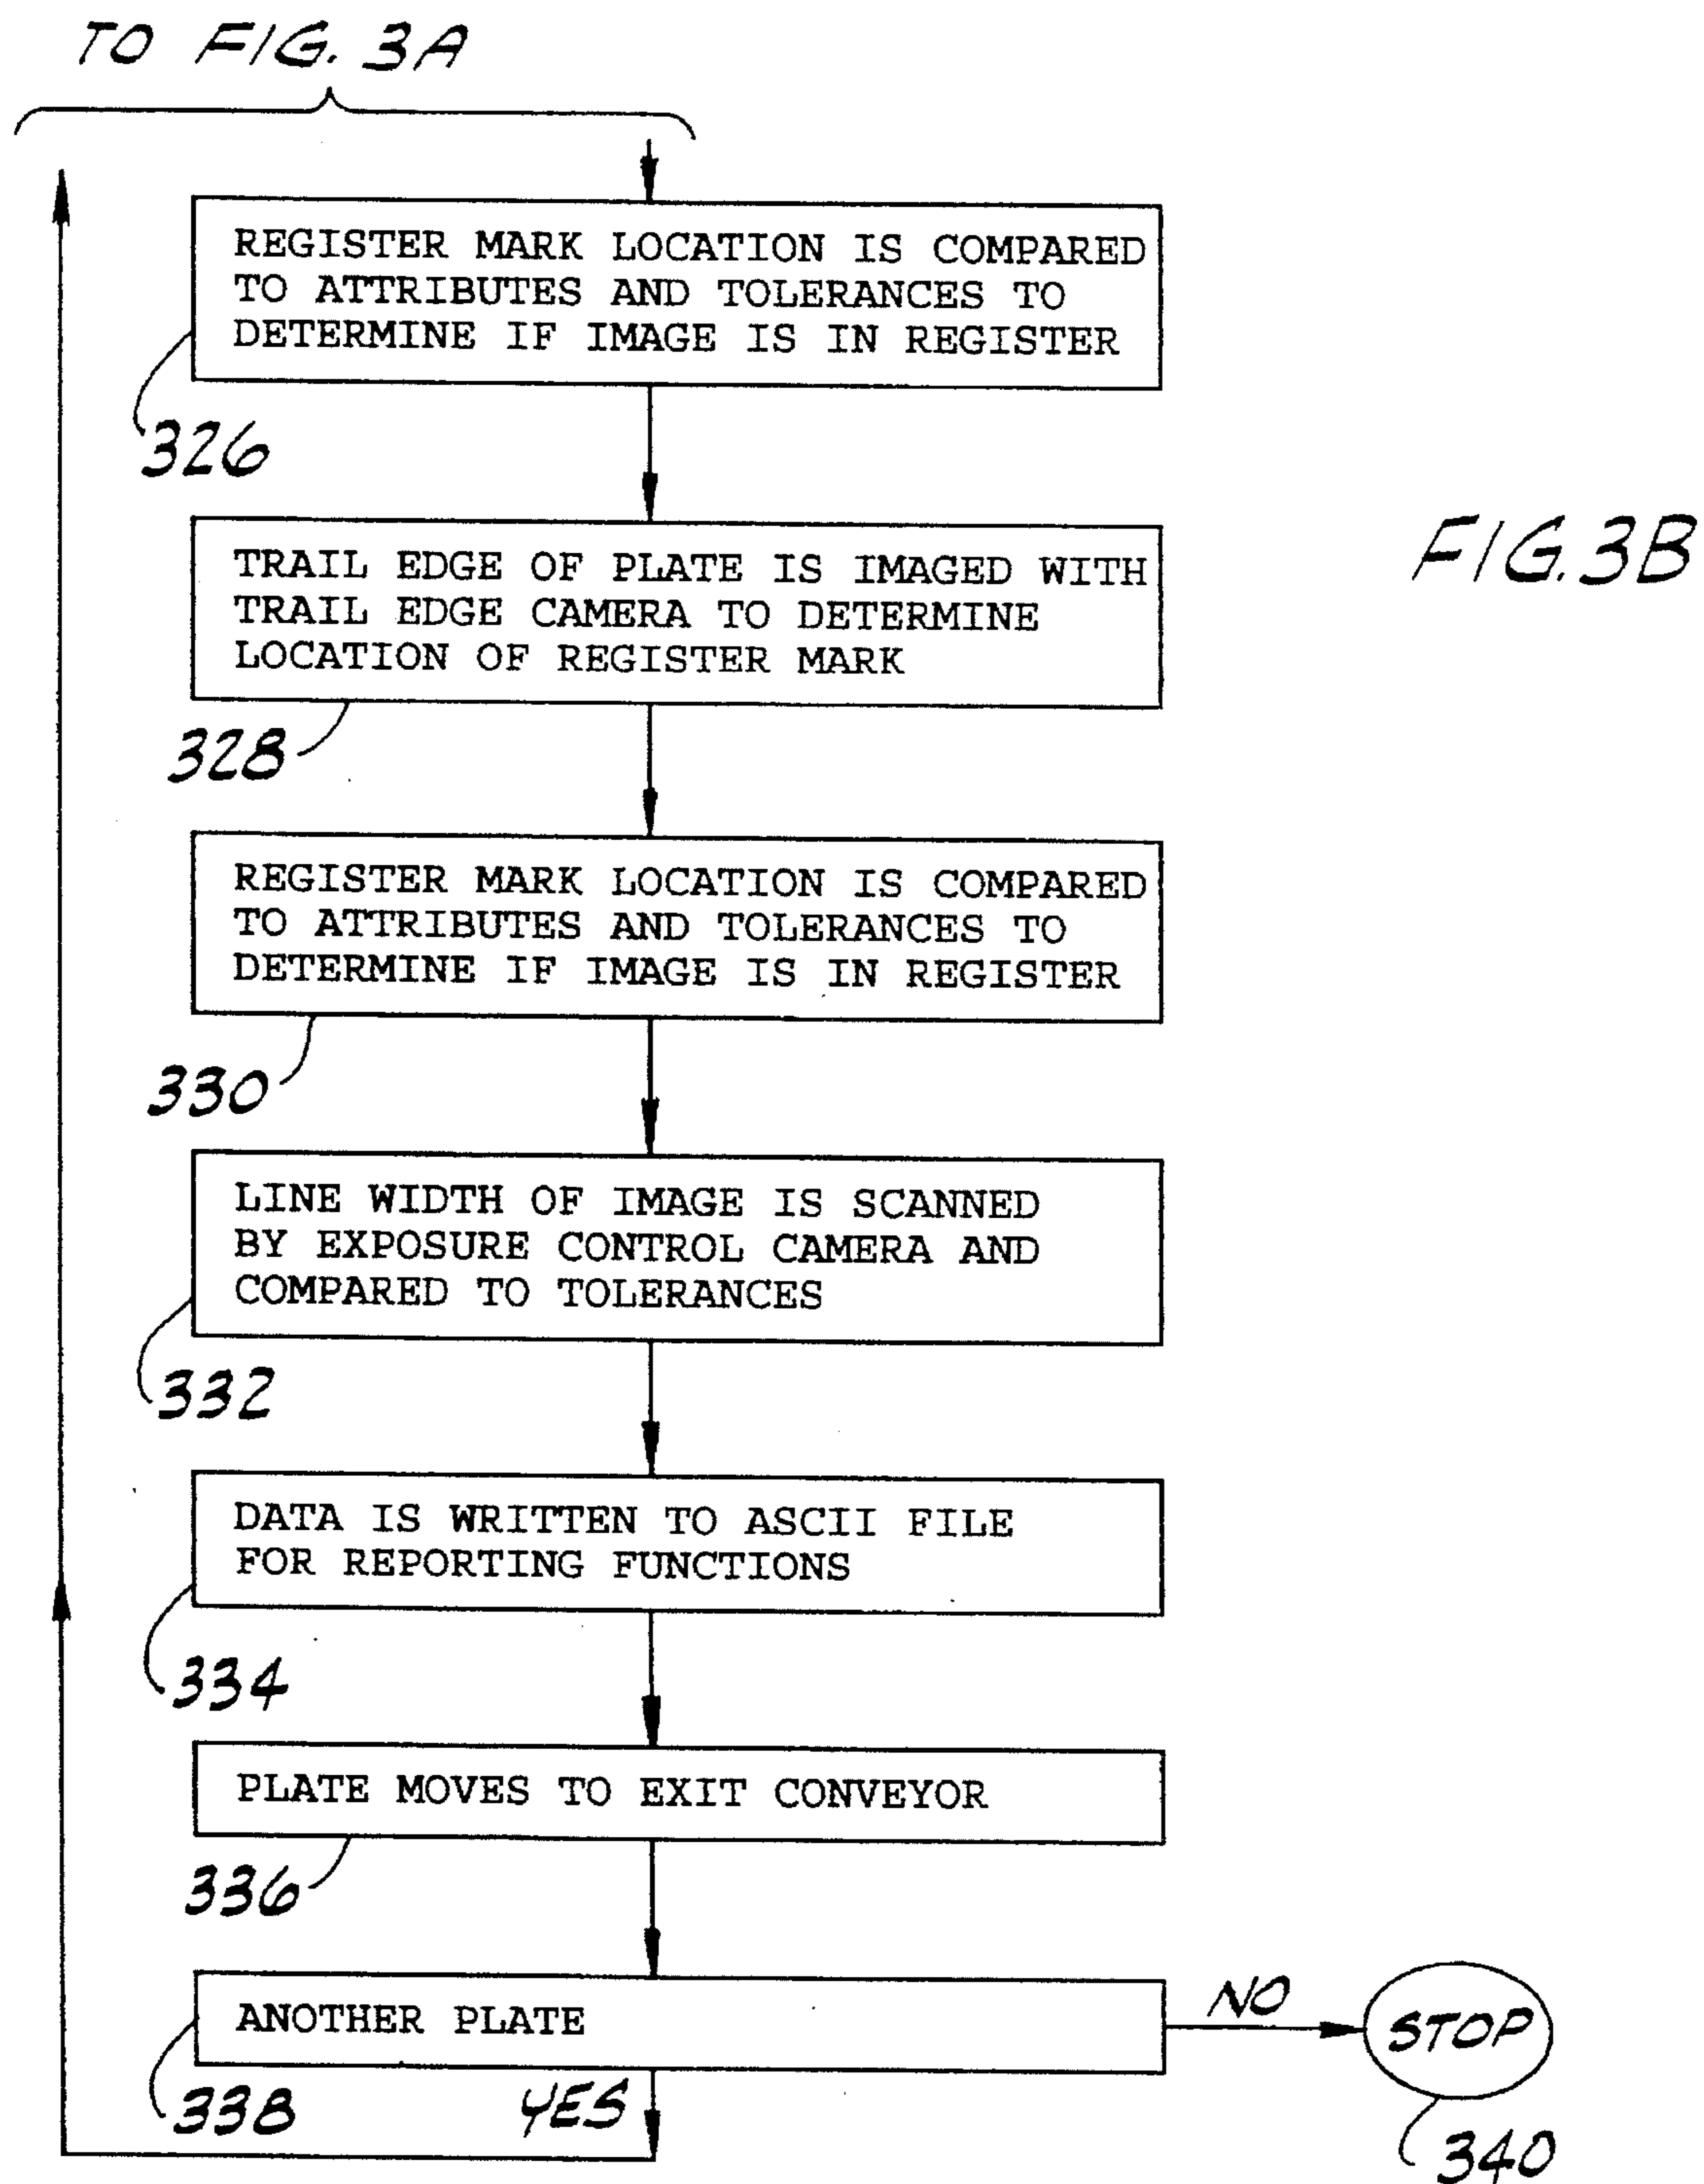 TO FIG. 3A
REGISTER MARK LOCATION IS COMPARED
TO ATTRIBUTES AND TOLERANCES TO
DETERMINE IF IMAGE IS IN REGISTER
326
TRAIL EDGE OF PLATE IS IMAGED WITH
TRAIL EDGE CAMERA TO DETERMINE
LOCATION OF REGISTER MARK
328
FIG. 3B
REGISTER MARK LOCATION IS COMPARED
TO ATTRIBUTES AND TOLERANCES TO
DETERMINE IF IMAGE IS IN REGISTER
330
LINE WIDTH OF IMAGE IS SCANNED
BY EXPOSURE CONTROL CAMERA AND
COMPARED TO TOLERANCES
332
DATA IS WRITTEN TO ASCII FILE
FOR REPORTING FUNCTIONS
334
PLATE MOVES TO EXIT CONVEYOR
336
ANOTHER PLATE
NO
STOP
338
YES
340